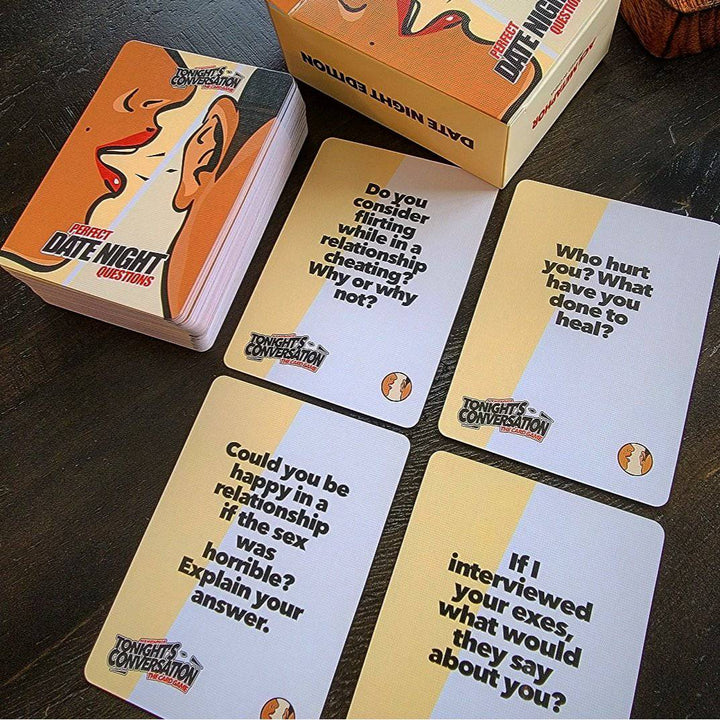 TONIGHT'S
CONVERSATION
THE CARD GAME
PERFECT
DATE NIGHT
QUESTIONS
PERFECT
DATE NIGHT
QUESTIONS
DATE NIGHT EDITION
Do you
consider
flirting
while in a
relationship
cheating?
Why or why
not?
TONIGHT'S
CONVERSATION
THE CARD GAME
Who hurt
you? What
have you
done to
heal?
TONIGHT'S
CONVERSATION
THE CARD GAME
Could you be
happy in a
relationship
if the sex
was
horrible?
Explain your
answer.
TONIGHT'S
CONVERSATION
THE CARD GAME
If I
interviewed
your exes,
what would
they say
about you?